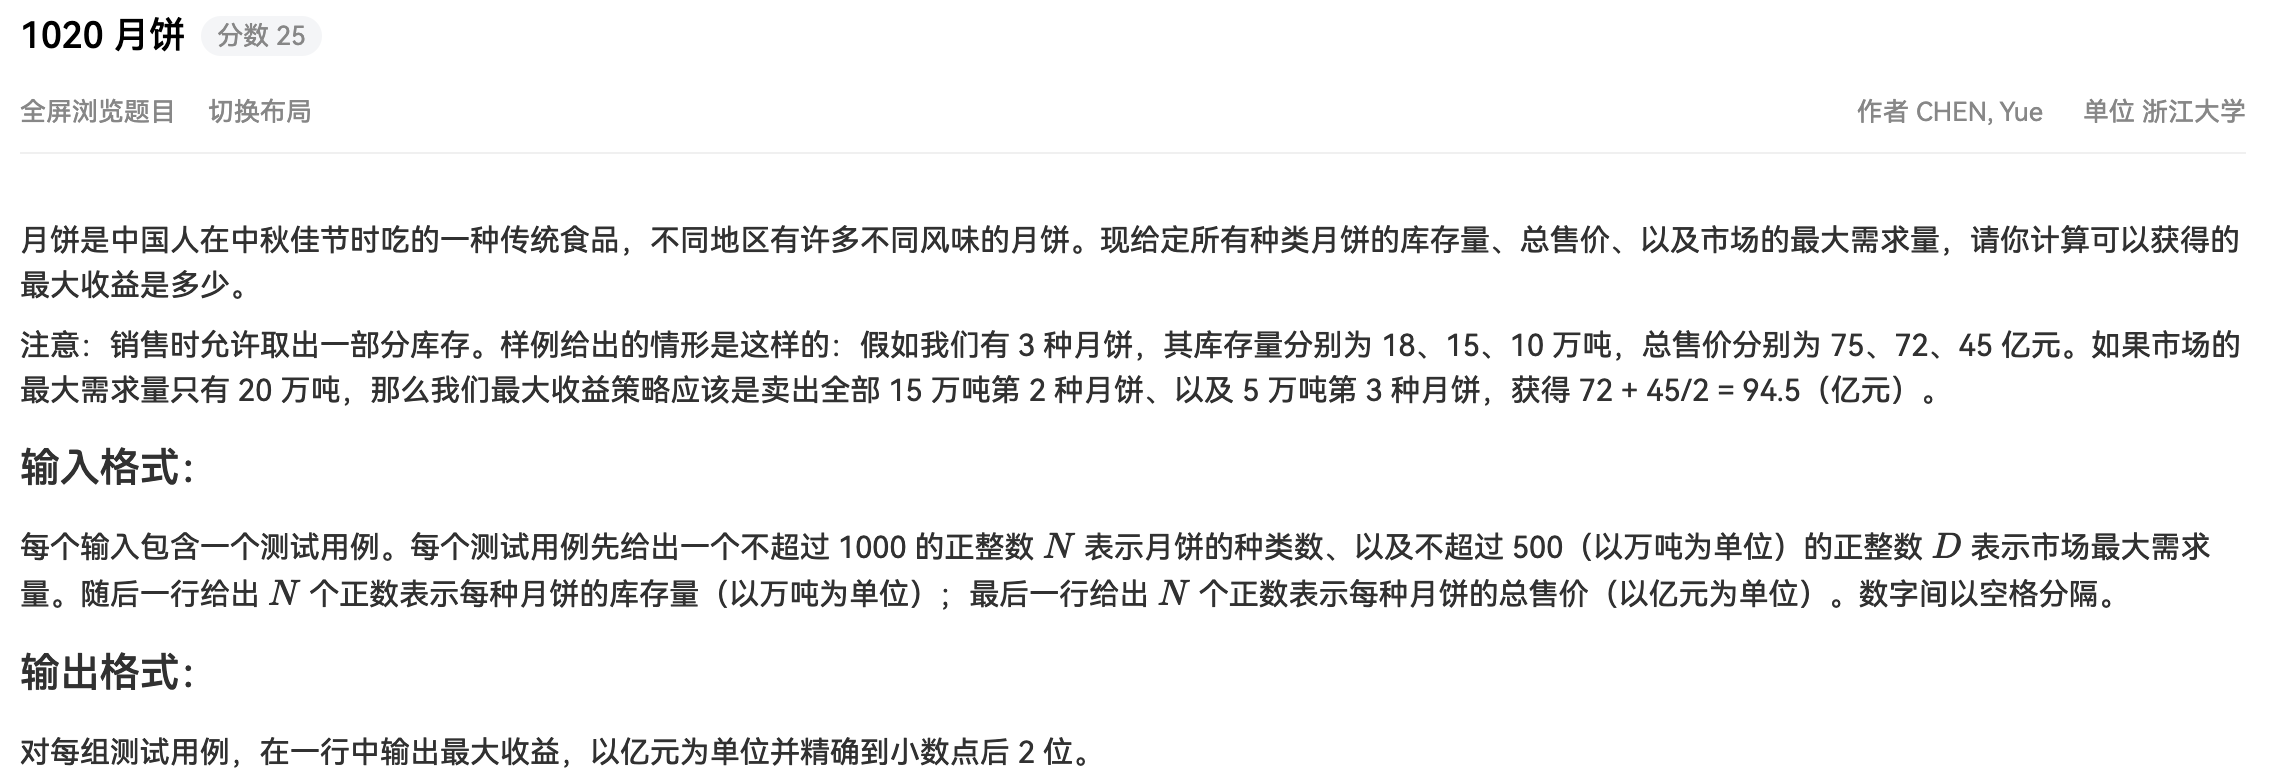 1020 月饼 分数 25
全屏浏览题目 切换布局 作者 CHEN, Yue 单位 浙江大学
月饼是中国人在中秋佳节时吃的一种传统食品，不同地区有许多不同风味的月饼。现给定所有种类月饼的库存量、总售价、以及市场的最大需求量，请你计算可以获得的
最大收益是多少。
注意：销售时允许取出一部分库存。样例给出的情形是这样的：假如我们有 3 种月饼，其库存量分别为 18、15、10 万吨，总售价分别为 75、72、45 亿元。如果市场的
最大需求量只有 20 万吨，那么我们最大收益策略应该是卖出全部 15 万吨第 2 种月饼、以及 5 万吨第 3 种月饼，获得 72 + 45/2 = 94.5（亿元）。
输入格式：
每个输入包含一个测试用例。每个测试用例先给出一个不超过 1000 的正整数 N 表示月饼的种类数、以及不超过 500（以万吨为单位）的正整数 D 表示市场最大需求
量。随后一行给出 N 个正数表示每种月饼的库存量（以万吨为单位）；最后一行给出 N 个正数表示每种月饼的总售价（以亿元为单位）。数字间以空格分隔。
输出格式：
对每组测试用例，在一行中输出最大收益，以亿元为单位并精确到小数点后 2 位。